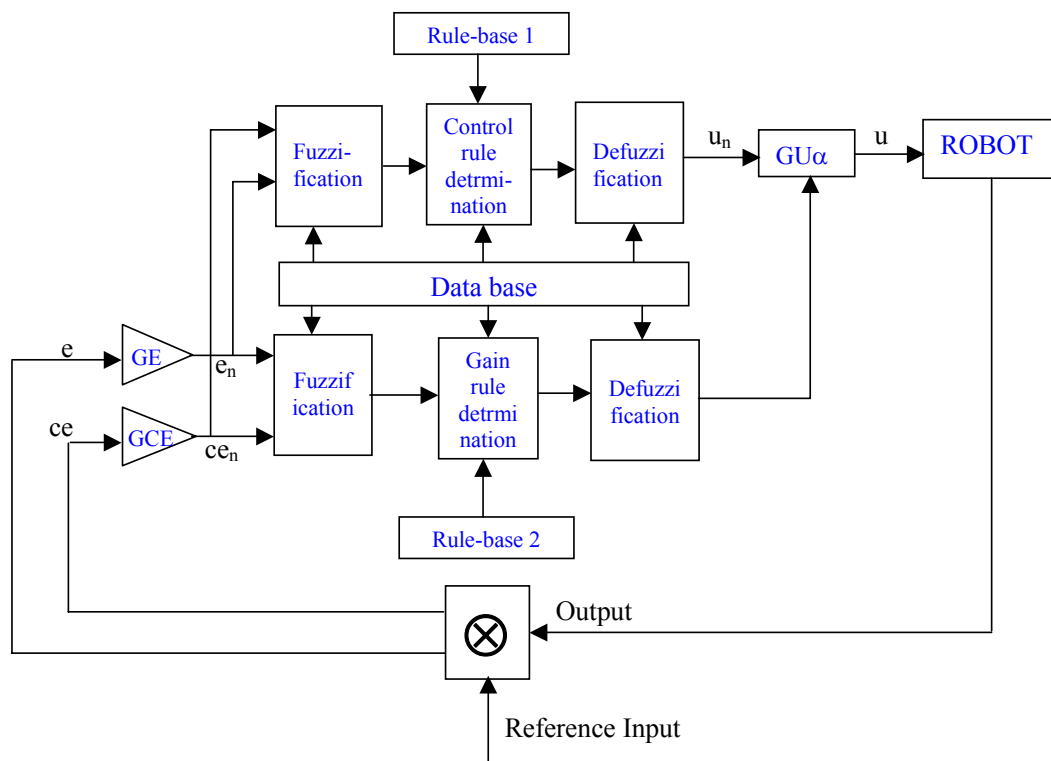 Rule-base 1
Fuzzi-
fication
Control
rule
detrmi-
nation
Defuzzi
fication
un
GUα
u
ROBOT
Data base
e
GE
en
Fuzzif
ication
Gain
rule
detrmi
nation
Defuzzi
fication
ce
GCE
cen
Rule-base 2
Output
Reference Input